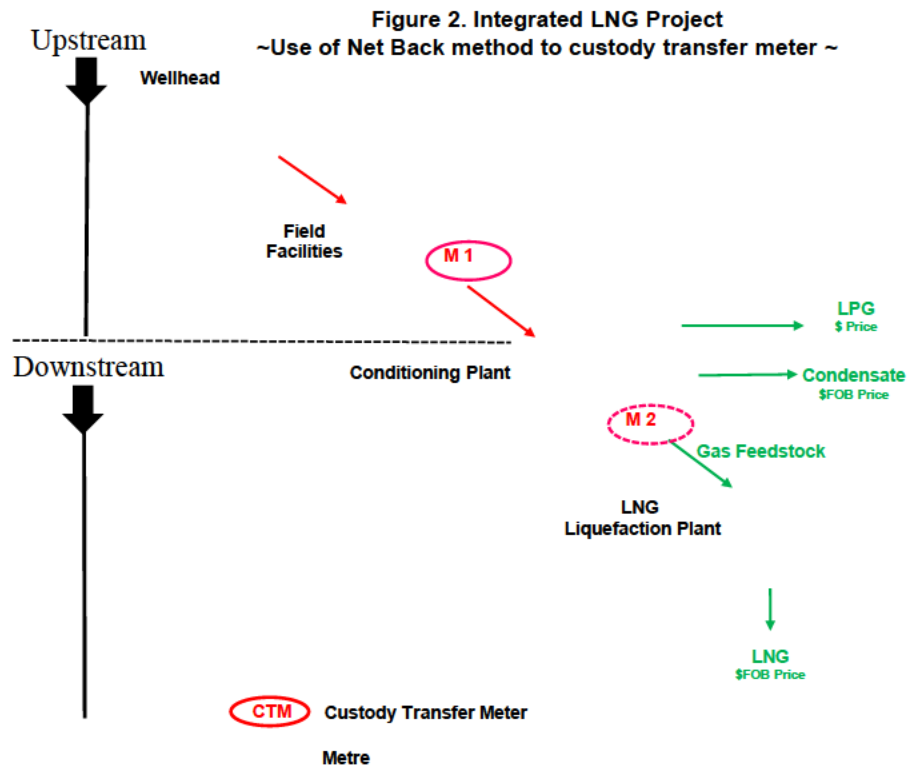 Figure 2. Integrated LNG Project
~Use of Net Back method to custody transfer meter ~
Upstream
Wellhead
Field
Facilities
M 1
LPG
$ Price
Downstream
Conditioning Plant
Condensate
$FOB Price
M 2
Gas Feedstock
LNG
Liquefaction Plant
LNG
$FOB Price
CTM
Custody Transfer Meter
Metre